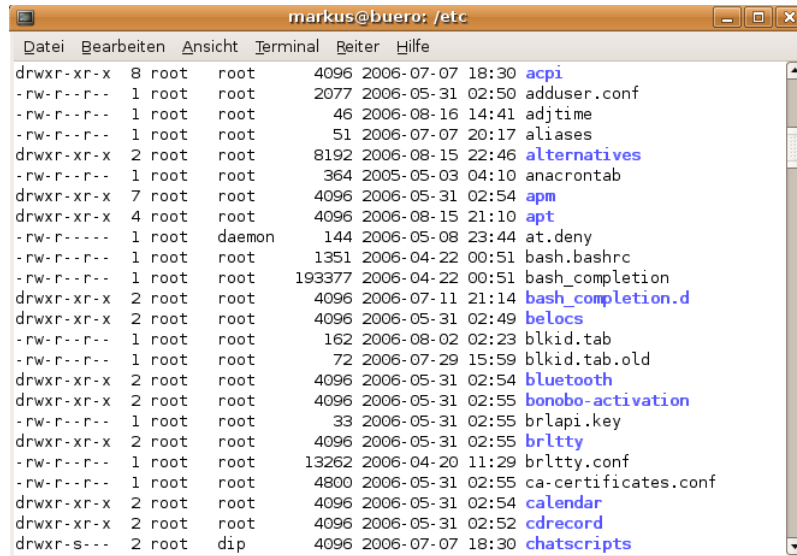 markus@buero: /etc
Datei Bearbeiten Ansicht Terminal Reiter Hilfe
drwxr-xr-x 8 root root 4096 2006-07-07 18:30 acpi
-rw-r--r-- 1 root root 2077 2006-05-31 02:50 adduser.conf
-rw-r--r-- 1 root root 46 2006-08-16 14:41 adjtime
-rw-r--r-- 1 root root 51 2006-07-07 20:17 aliases
drwxr-xr-x 2 root root 8192 2006-08-15 22:46 alternatives
-rw-r--r-- 1 root root 364 2005-05-03 04:10 anacrontab
drwxr-xr-x 7 root root 4096 2006-05-31 02:54 apm
drwxr-xr-x 4 root root 4096 2006-08-15 21:10 apt
-rw-r----- 1 root daemon 144 2006-05-08 23:44 at.deny
-rw-r--r-- 1 root root 1351 2006-04-22 00:51 bash.bashrc
-rw-r--r-- 1 root root 193377 2006-04-22 00:51 bash_completion
drwxr-xr-x 2 root root 4096 2006-07-11 21:14 bash_completion.d
drwxr-xr-x 2 root root 4096 2006-05-31 02:49 belocs
-rw-r--r-- 1 root root 162 2006-08-02 02:23 blkid.tab
-rw-r--r-- 1 root root 72 2006-07-29 15:59 blkid.tab.old
drwxr-xr-x 2 root root 4096 2006-05-31 02:54 bluetooth
drwxr-xr-x 2 root root 4096 2006-05-31 02:55 bonobo-activation
-rw-r--r-- 1 root root 33 2006-05-31 02:55 brlapi.key
drwxr-xr-x 2 root root 4096 2006-05-31 02:55 brltty
-rw-r--r-- 1 root root 13262 2006-04-20 11:29 brltty.conf
-rw-r--r-- 1 root root 4800 2006-05-31 02:55 ca-certificates.conf
drwxr-xr-x 2 root root 4096 2006-05-31 02:54 calendar
drwxr-xr-x 2 root root 4096 2006-05-31 02:52 cdrecord
drwxr-s--- 2 root dip 4096 2006-07-07 18:30 chatscripts